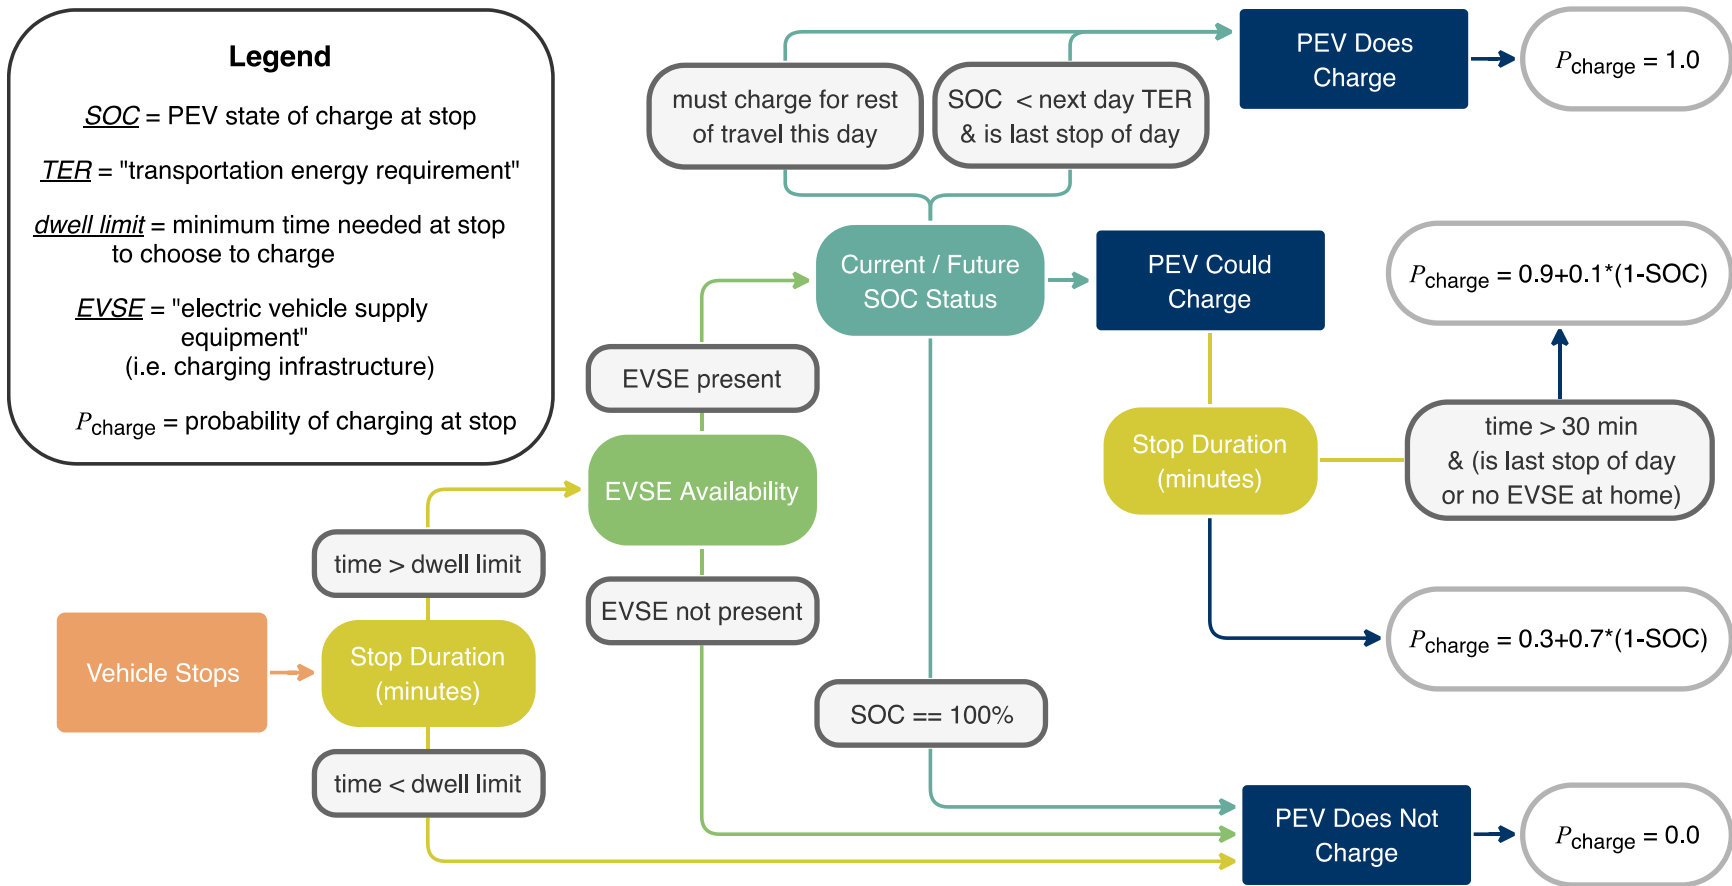 Legend
SOC = PEV state of charge at stop
TER = "transportation energy requirement"
dwell limit = minimum time needed at stop
to choose to charge
EVSE = "electric vehicle supply
equipment"
(i.e. charging infrastructure)
Pcharge = probability of charging at stop
must charge for rest
of travel this day
SOC < next day TER
& is last stop of day
PEV Does
Charge
Pcharge = 1.0
Current / Future
SOC Status
PEV Could
Charge
Pcharge = 0.9+0.1*(1-SOC)
EVSE present
EVSE Availability
Stop Duration
(minutes)
time > 30 min
& (is last stop of day
or no EVSE at home)
time > dwell limit
EVSE not present
Vehicle Stops
Stop Duration
(minutes)
Pcharge = 0.3+0.7*(1-SOC)
SOC == 100%
time < dwell limit
PEV Does Not
Charge
Pcharge = 0.0